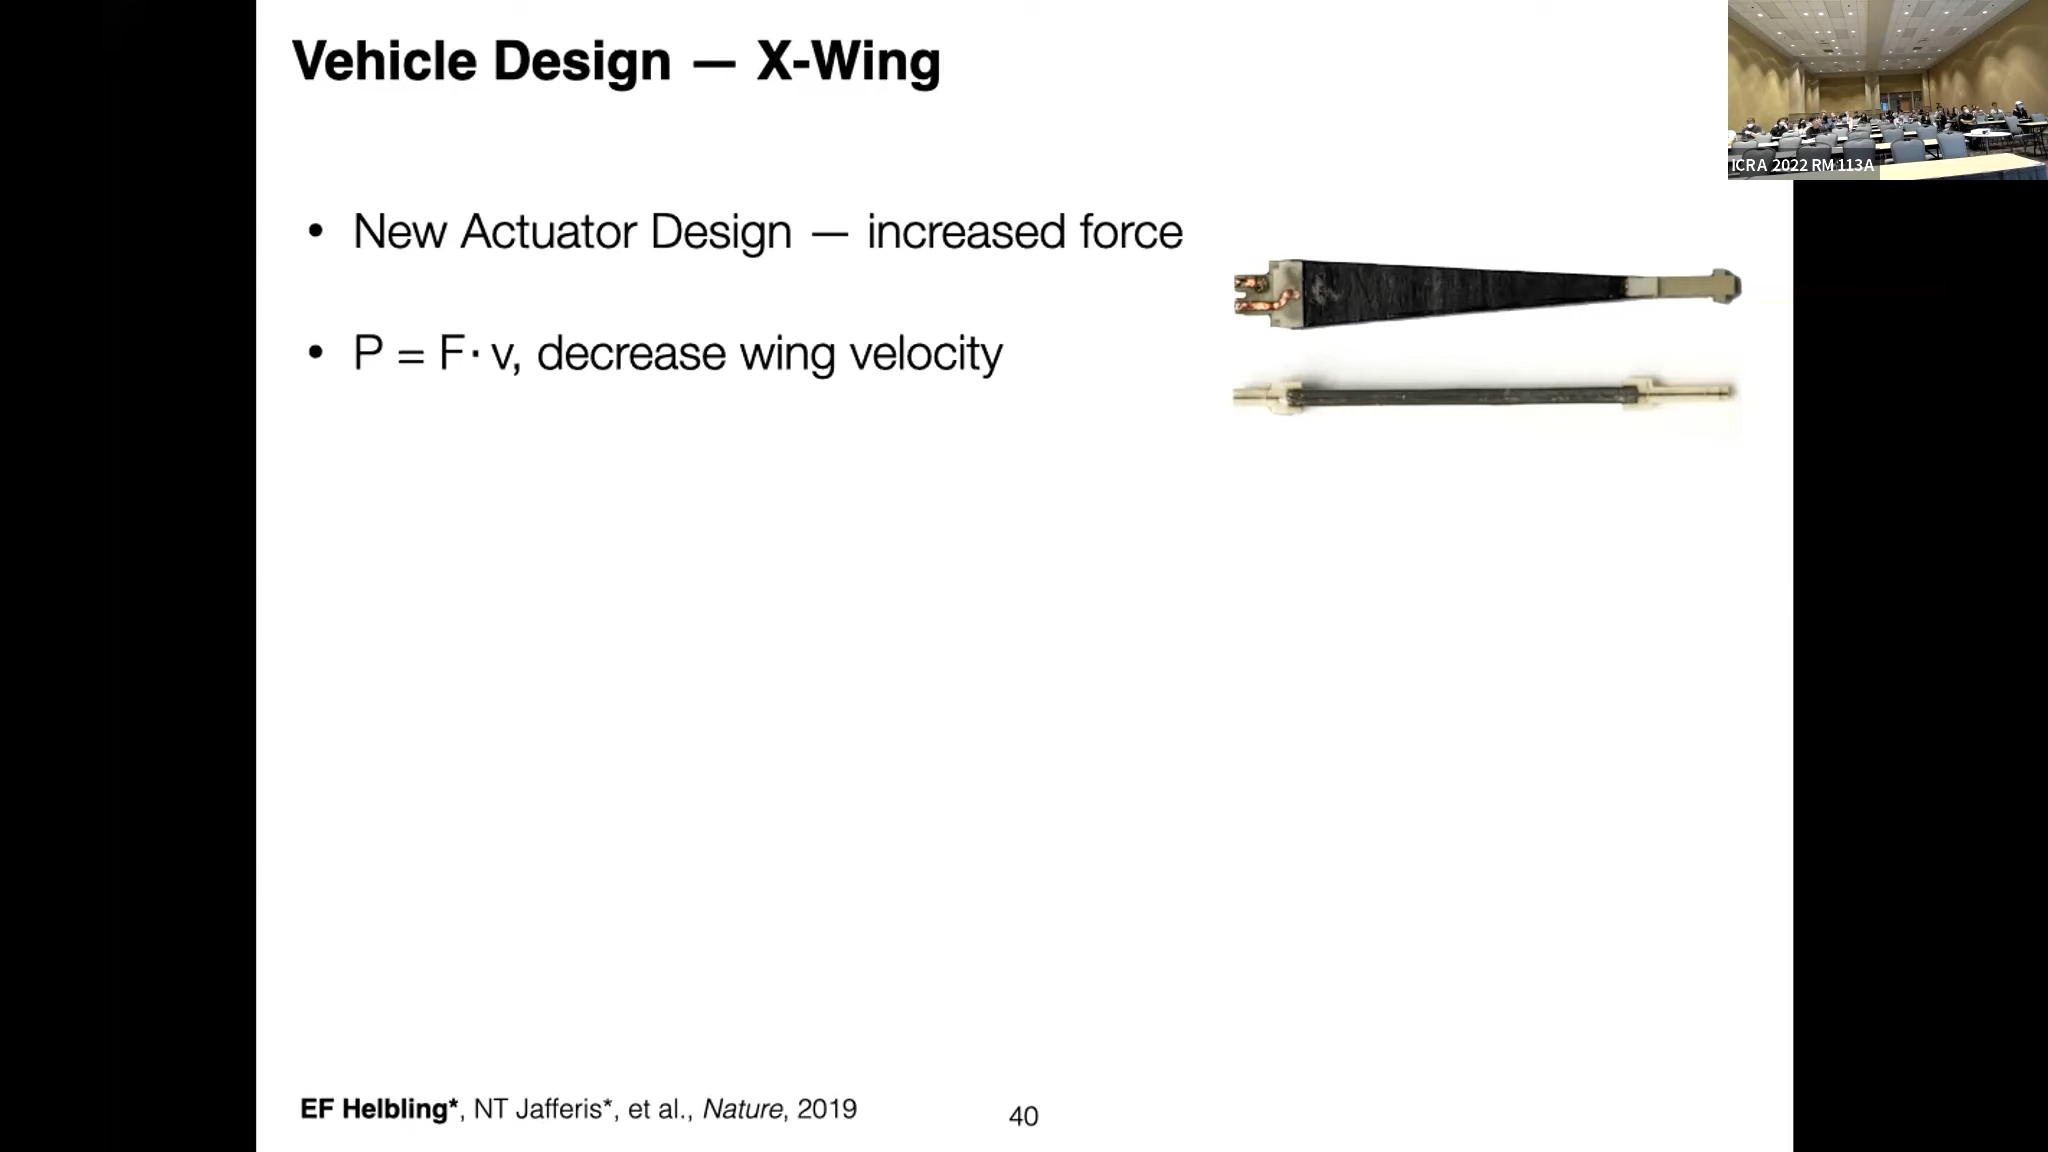 Vehicle Design — X-Wing
ICRA 2022 RM 113A
• New Actuator Design — increased force
• P = F · v, decrease wing velocity
EF Helbling*, NT Jafferis*, et al., Nature, 2019
40